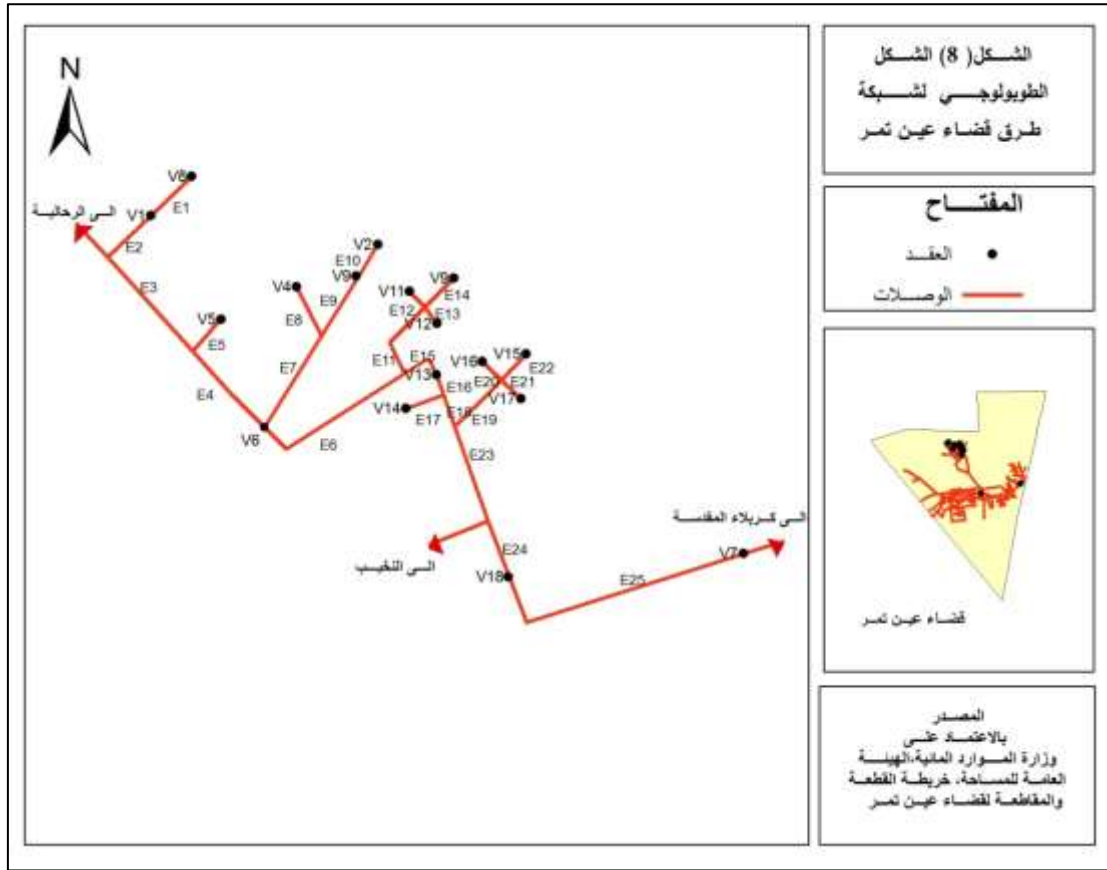 الشكل( 8) الشكل
الطوبولوجي لشبكة
طرق قضاء عين تمر
المفتاح
العقد
الوصلات
قضاء عين تمر
المصدر
بالاعتماد على
وزارة الموارد المائية،الهيئة
العامة للمساحة، خريطة القطعة
والمقاطعة لقضاء عين تمر
N
V8
V1
E1
الى الرحالية
E2
E3
V2
E10
V9
V4
E9
E8
V11
V9
E14
E12
E13
V12
V5
E5
E7
E11
E15
V13
V16
V15
E22
E4
E16
E20
E21
V14
V17
E17
E18
E19
V6
E6
E23
الى كربلاء المقدسة
الى النخيب
E24
V7
V18
E25